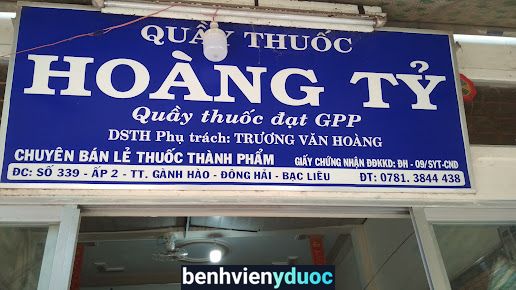 QUẦY THUỐC
HOÀNG TỶ
Quầy thuốc đạt GPP
DSTH Phụ trách: TRƯƠNG VĂN HOÀNG
CHUYÊN BÁN LẺ THUỐC THÀNH PHẨM GIẤY CHỨNG NHẬN ĐĐKKD: ĐH - 09/SYT-CND
ĐC: SỐ 339 - ẤP 2 - TT. GÀNH HÀO - ĐÔNG HẢI - BẠC LIÊU ĐT: 0781. 3844 438
benhvienyduoc